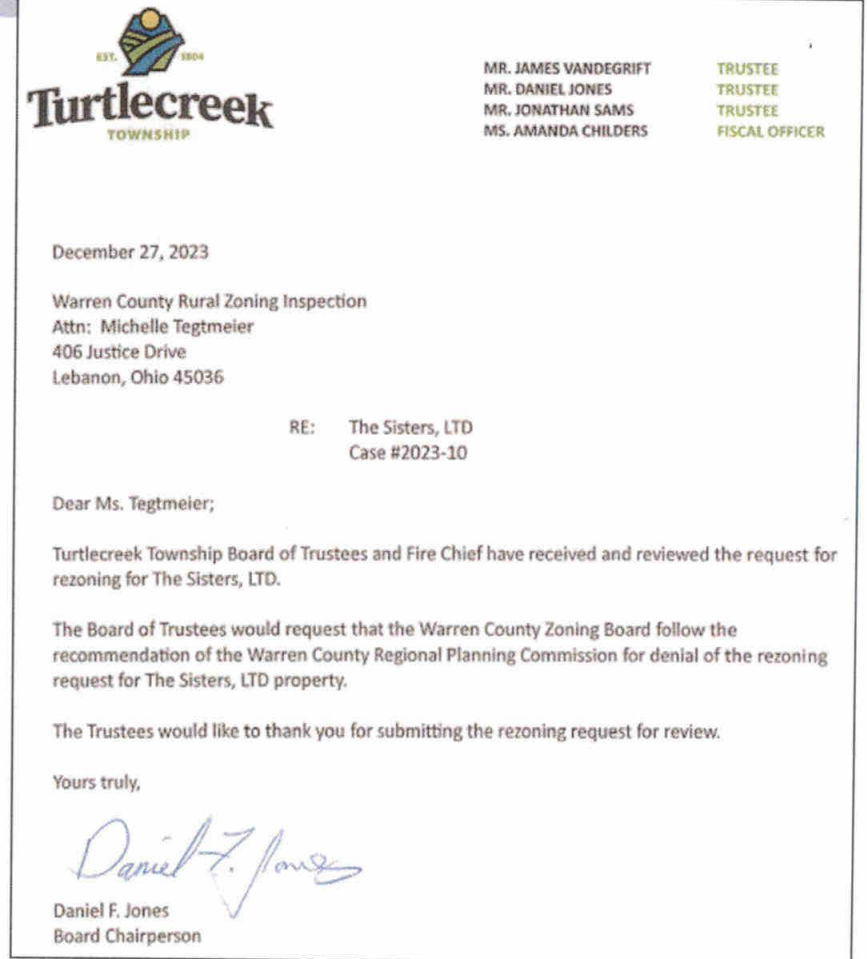 EST. 1804
Turtlecreek
TOWNSHIP
MR. JAMES VANDEGRIFT TRUSTEE
MR. DANIEL JONES TRUSTEE
MR. JONATHAN SAMS TRUSTEE
MS. AMANDA CHILDERS FISCAL OFFICER
December 27, 2023
Warren County Rural Zoning Inspection
Attn: Michelle Tegtmeier
406 Justice Drive
Lebanon, Ohio 45036
RE: The Sisters, LTD
Case #2023-10
Dear Ms. Tegtmeier;
Turtlecreek Township Board of Trustees and Fire Chief have received and reviewed the request for
rezoning for The Sisters, LTD.
The Board of Trustees would request that the Warren County Zoning Board follow the
recommendation of the Warren County Regional Planning Commission for denial of the rezoning
request for The Sisters, LTD property.
The Trustees would like to thank you for submitting the rezoning request for review.
Yours truly,
Daniel F. Jones
Daniel F. Jones
Board Chairperson